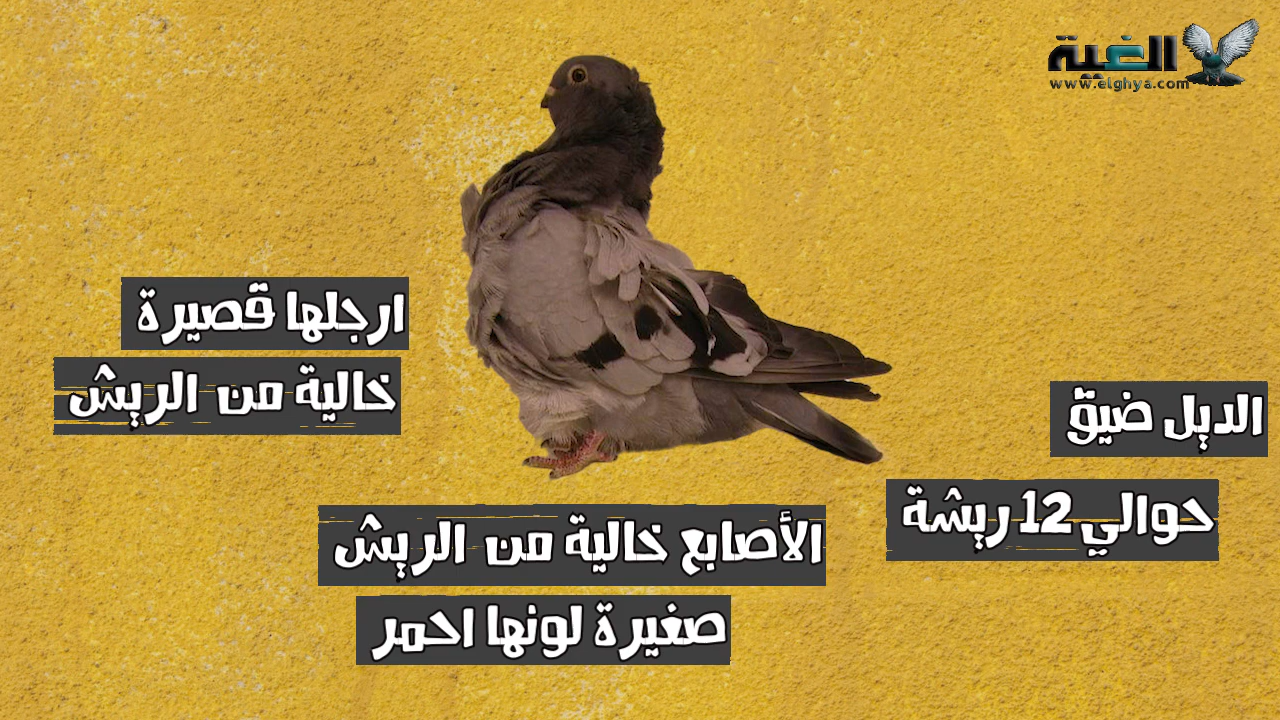 الغية
www.elghya.com
ارجلها قصيرة
خالية من الريش
الديل ضيق
حوالي 12 ريشة
الأصابع خالية من الريش
صغيرة لونها احمر